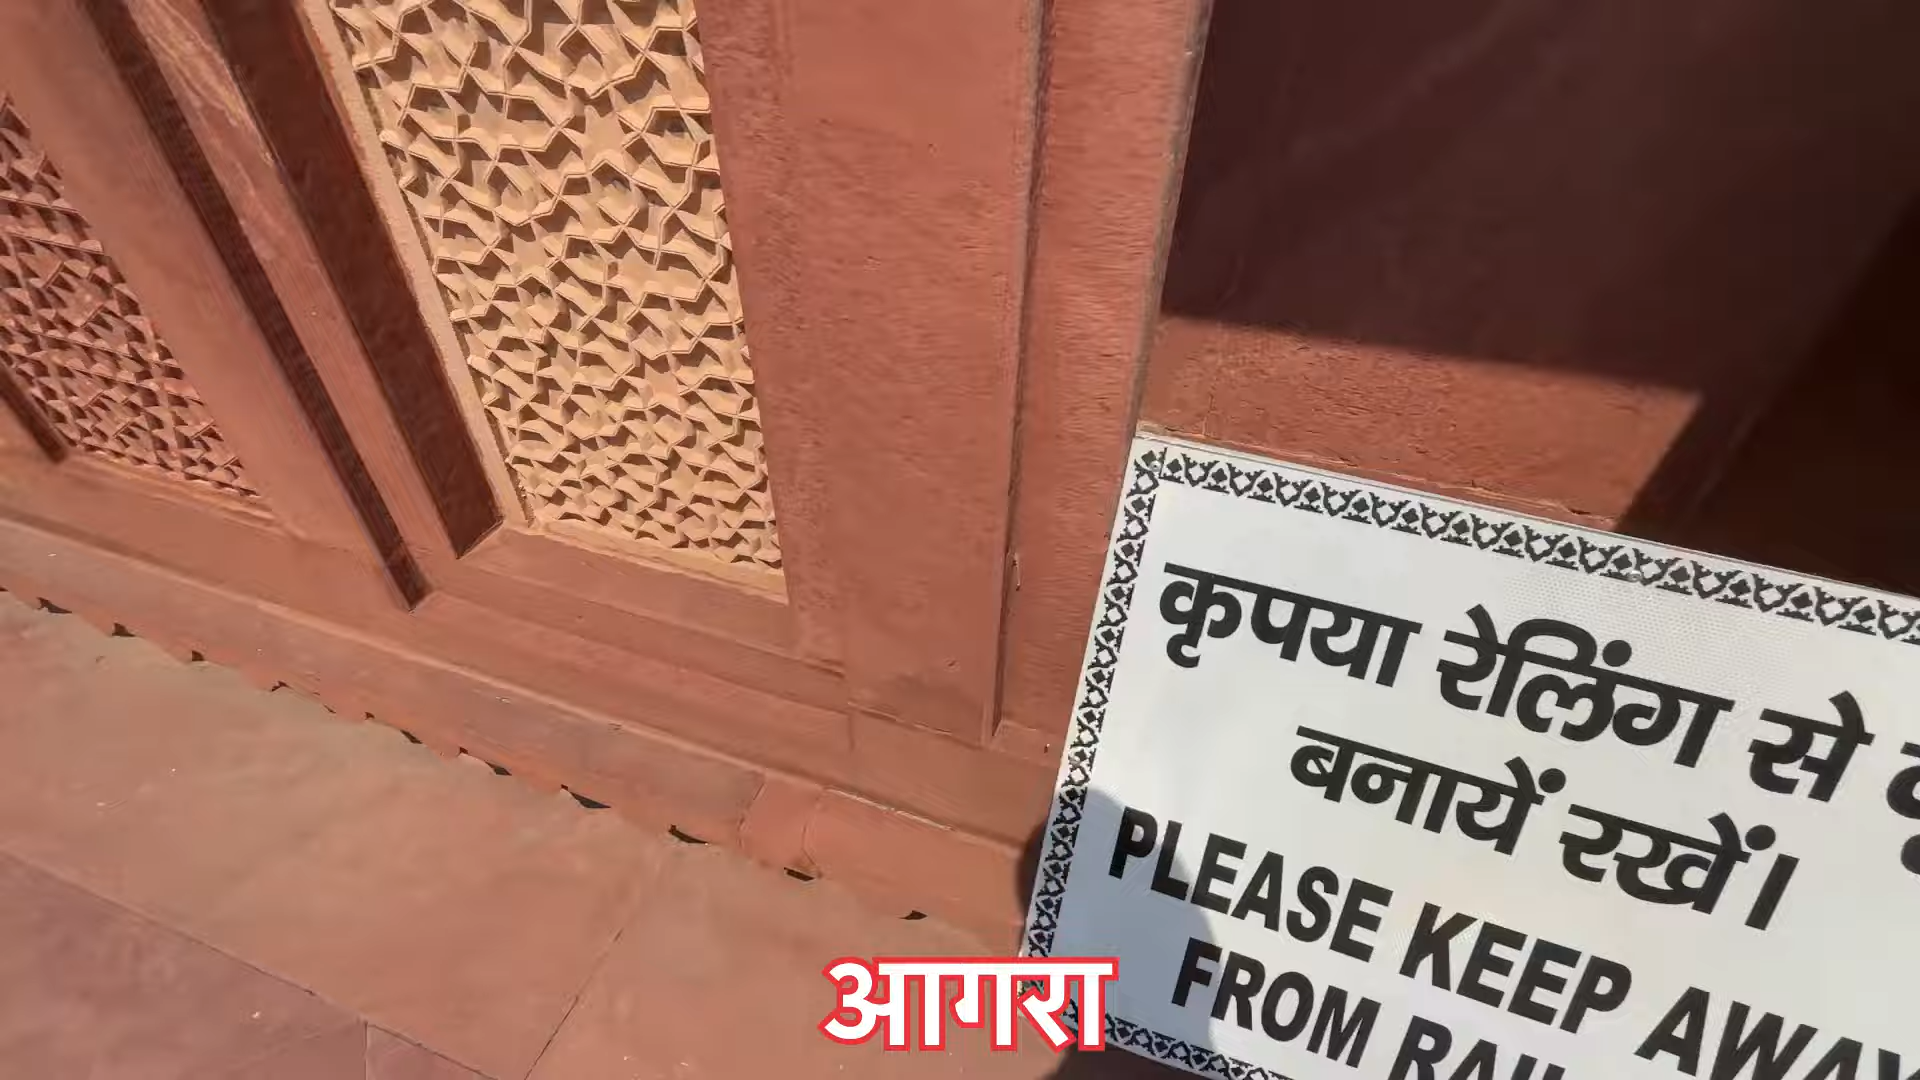 कृपया रेलिंग से
बनायें रखें।
PLEASE KEEP AWAY
FROM
आगरा